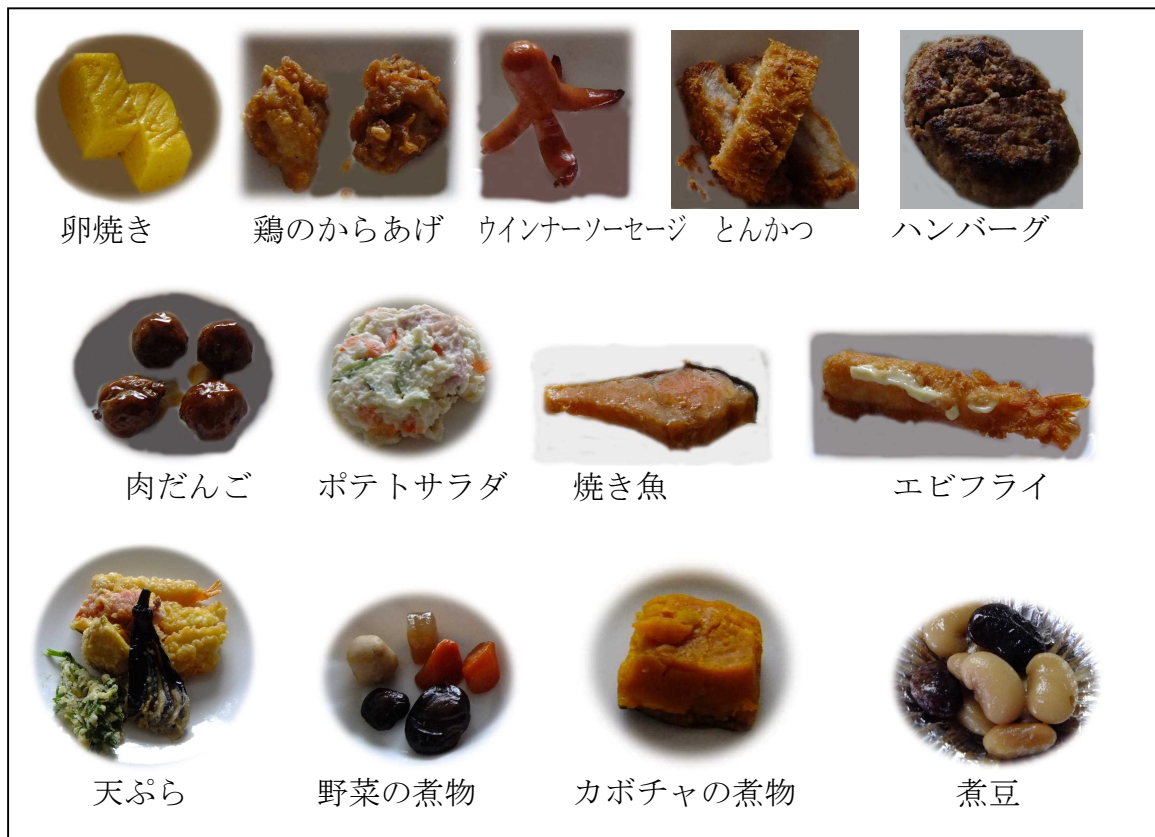 卵焼き 鶏のからあげ ウインナーソーセージ とんかつ ハンバーグ
肉だんご ポテトサラダ 焼き魚 エビフライ
天ぷら 野菜の煮物 カボチャの煮物 煮豆